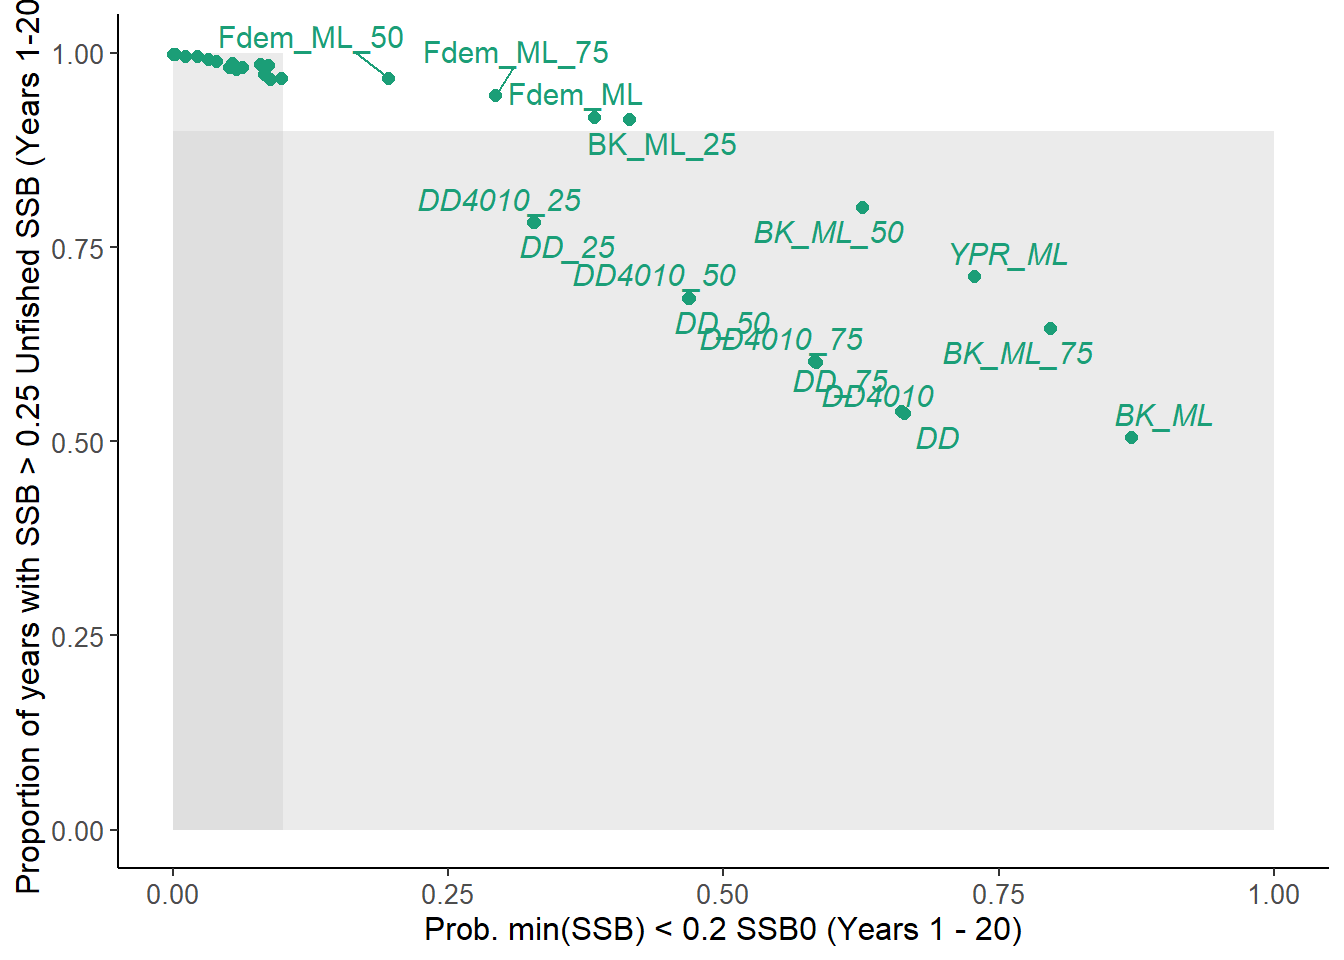 Proportion of years with SSB > 0.25 Unfished SSB (Years 1-20
1.00
0.75
0.50
0.25
0.00
Fdem_ML_50
Fdem_ML_75
Fdem_ML
BK_ML_25
DD4010_25
DD_25
BK_ML_50
YPR_ML
DD4010_50
DD_50
DD4010_75
BK_ML_75
DD_75
DD4010
BK_ML
DD
0.00 0.25 0.50 0.75 1.00
Prob. min(SSB) < 0.2 SSB0 (Years 1 - 20)